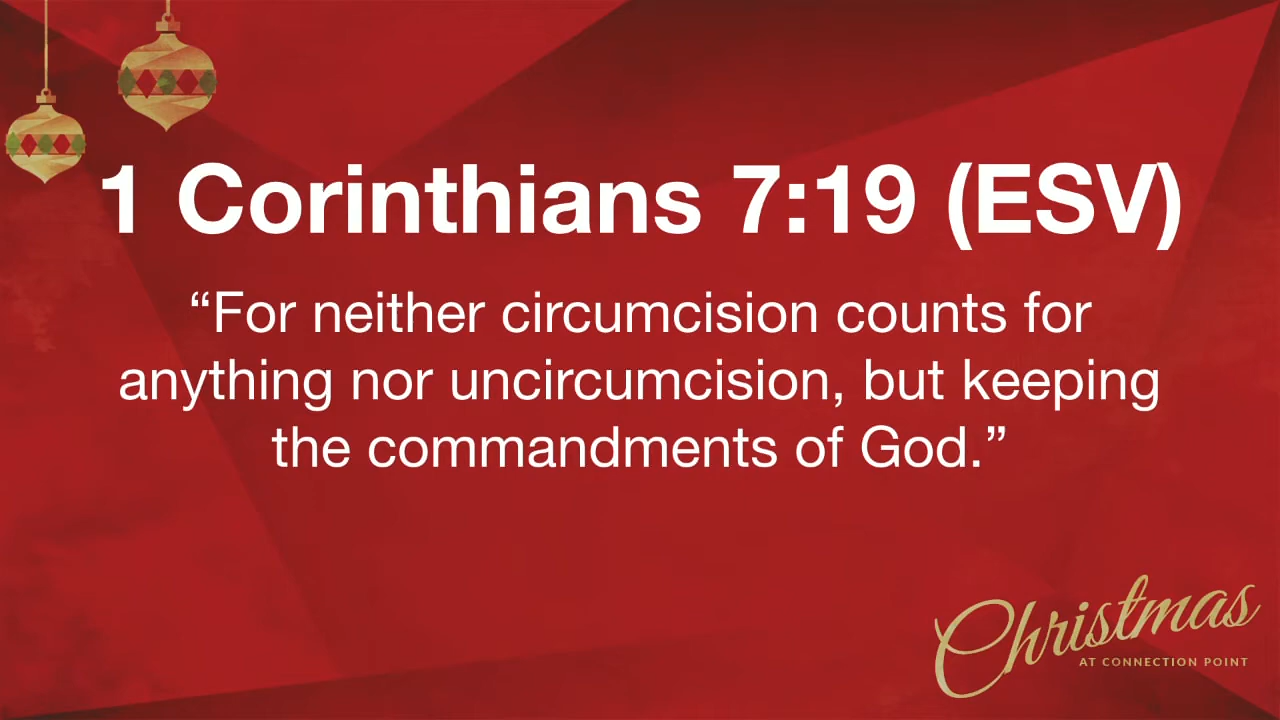 1 Corinthians 7:19 (ESV)
“For neither circumcision counts for
anything nor uncircumcision, but keeping
the commandments of God.”
Christmas
AT CONNECTION POINT